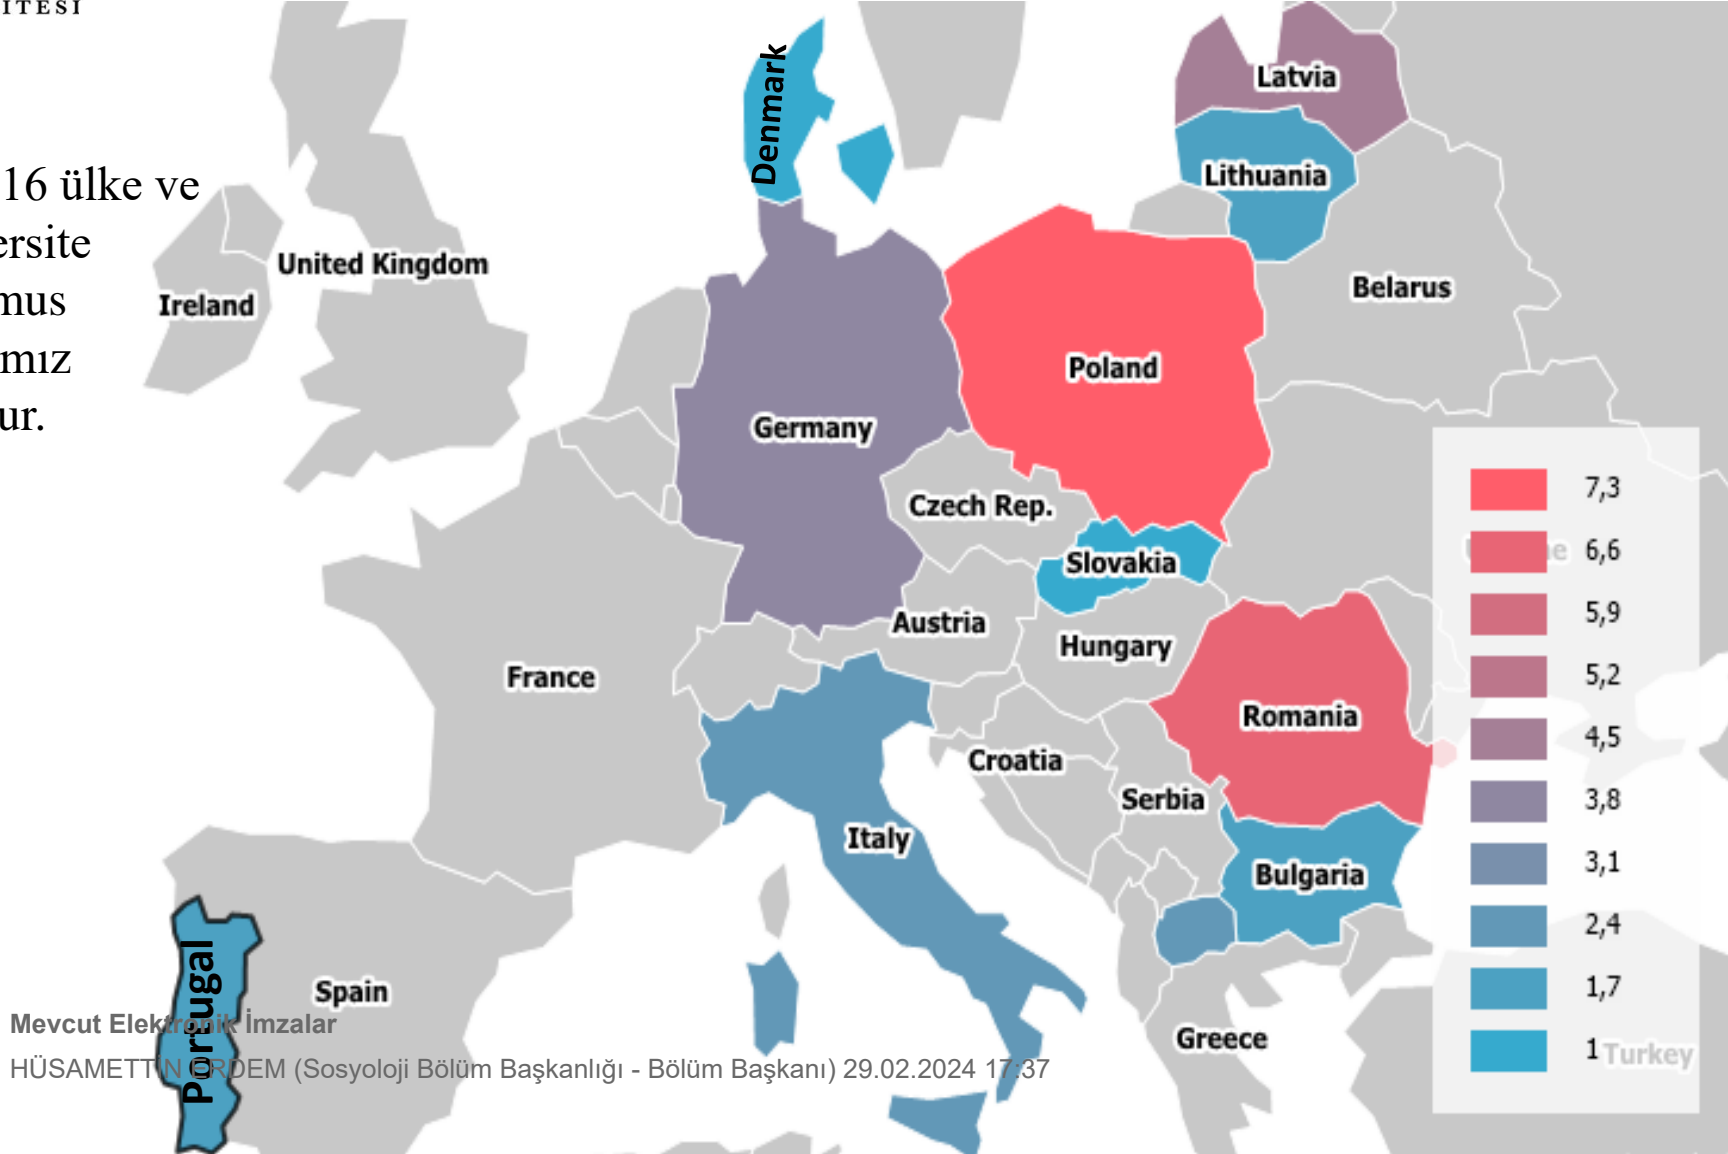 İTESİ
16 ülke ve
ersite
mus
mız
ur.
Denmark
Latvia
Lithuania
United Kingdom
Ireland
Belarus
Poland
Germany
Czech Rep.
Slovakia
Austria
Hungary
France
Romania
Croatia
Serbia
Italy
Bulgaria
Portugal
Spain
Greece
Turkey
7,3
6,6
5,9
5,2
4,5
3,8
3,1
2,4
1,7
1
Mevcut Elektronik İmzalar
HÜSAMETTİN ERDEM (Sosyoloji Bölüm Başkanlığı - Bölüm Başkanı) 29.02.2024 17:37